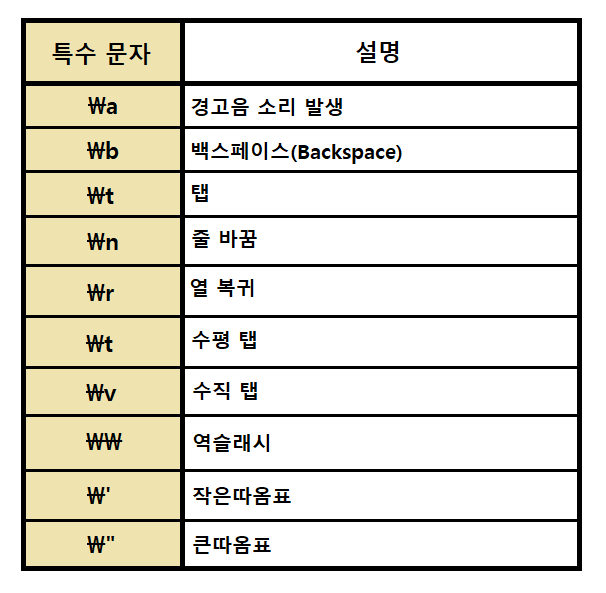 특수 문자 설명
₩a 경고음 소리 발생
₩b 백스페이스(Backspace)
₩t 탭
₩n 줄 바꿈
₩r 열 복귀
₩t 수평 탭
₩v 수직 탭
₩₩ 역슬래시
₩' 작은따옴표
₩" 큰따옴표